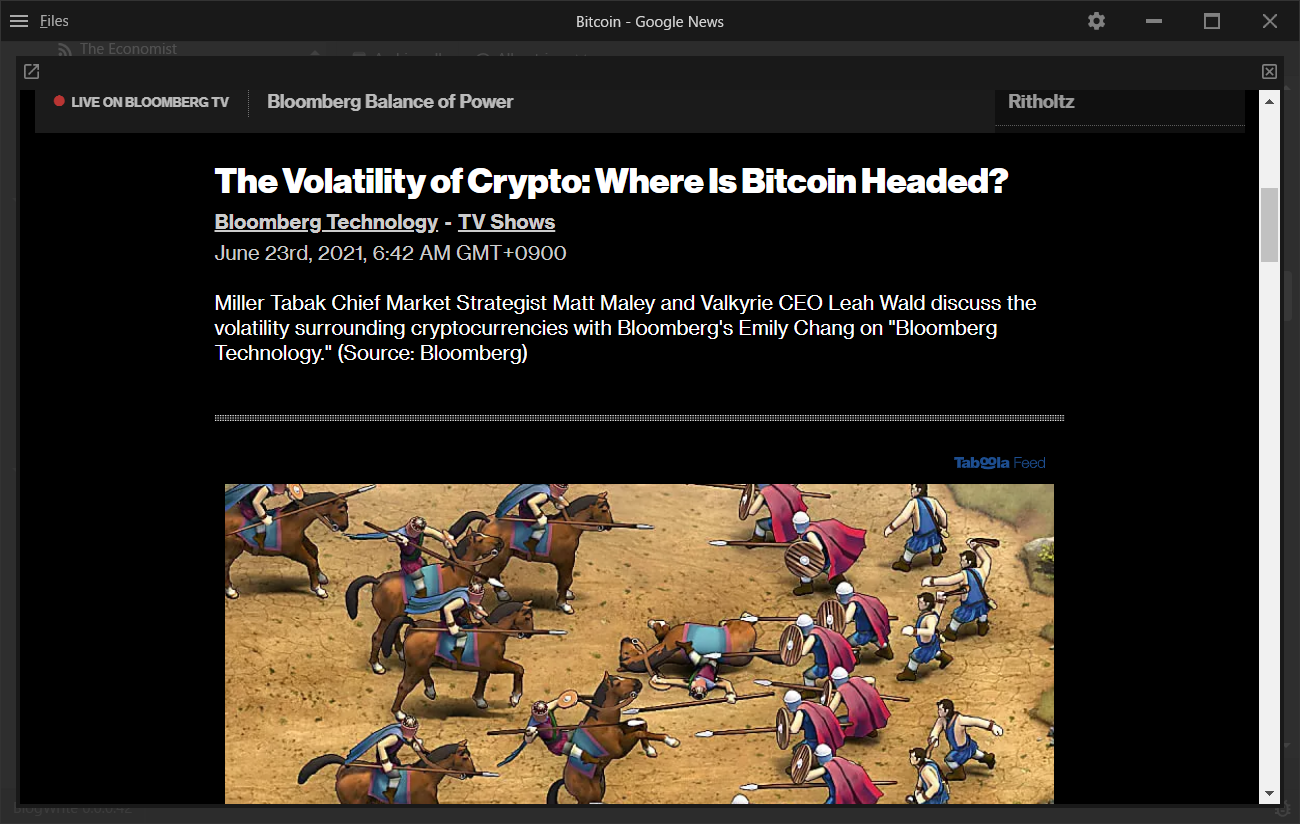 Files
Bitcoin - Google News
The Economist
LIVE ON BLOOMBERG TV
Bloomberg Balance of Power
Ritholtz
The Volatility of Crypto: Where Is Bitcoin Headed?
Bloomberg Technology - TV Shows
June 23rd, 2021, 6:42 AM GMT+0900
Miller Tabak Chief Market Strategist Matt Maley and Valkyrie CEO Leah Wald discuss the
volatility surrounding cryptocurrencies with Bloomberg's Emily Chang on "Bloomberg
Technology." (Source: Bloomberg)
Taboola Feed